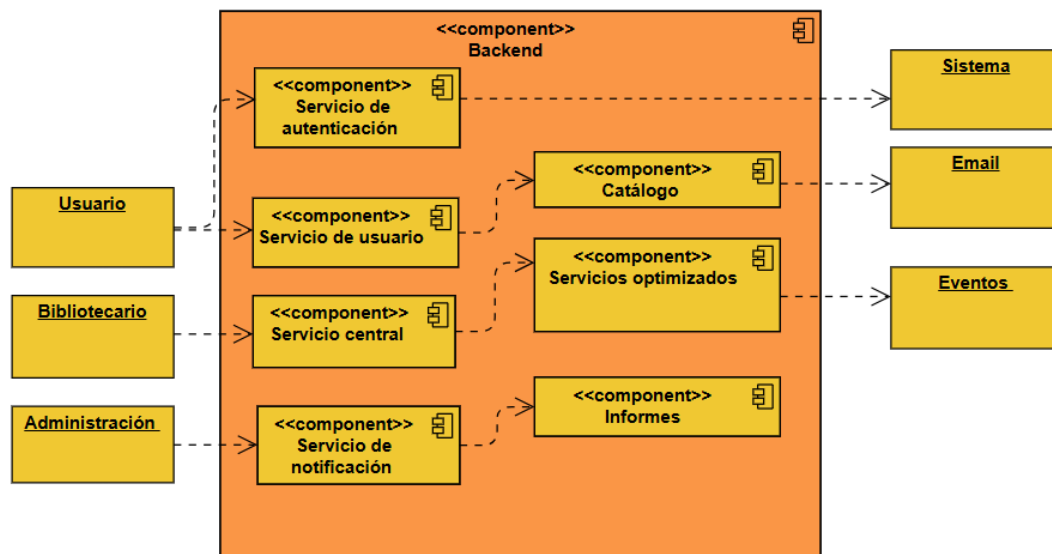 <<component>>
Backend
<<component>>
Servicio de
autenticación
Sistema
<<component>>
Catálogo
Email
Usuario
<<component>>
Servicio de usuario
<<component>>
Servicios optimizados
Eventos
Bibliotecario
<<component>>
Servicio central
<<component>>
Informes
Administración
<<component>>
Servicio de
notificación